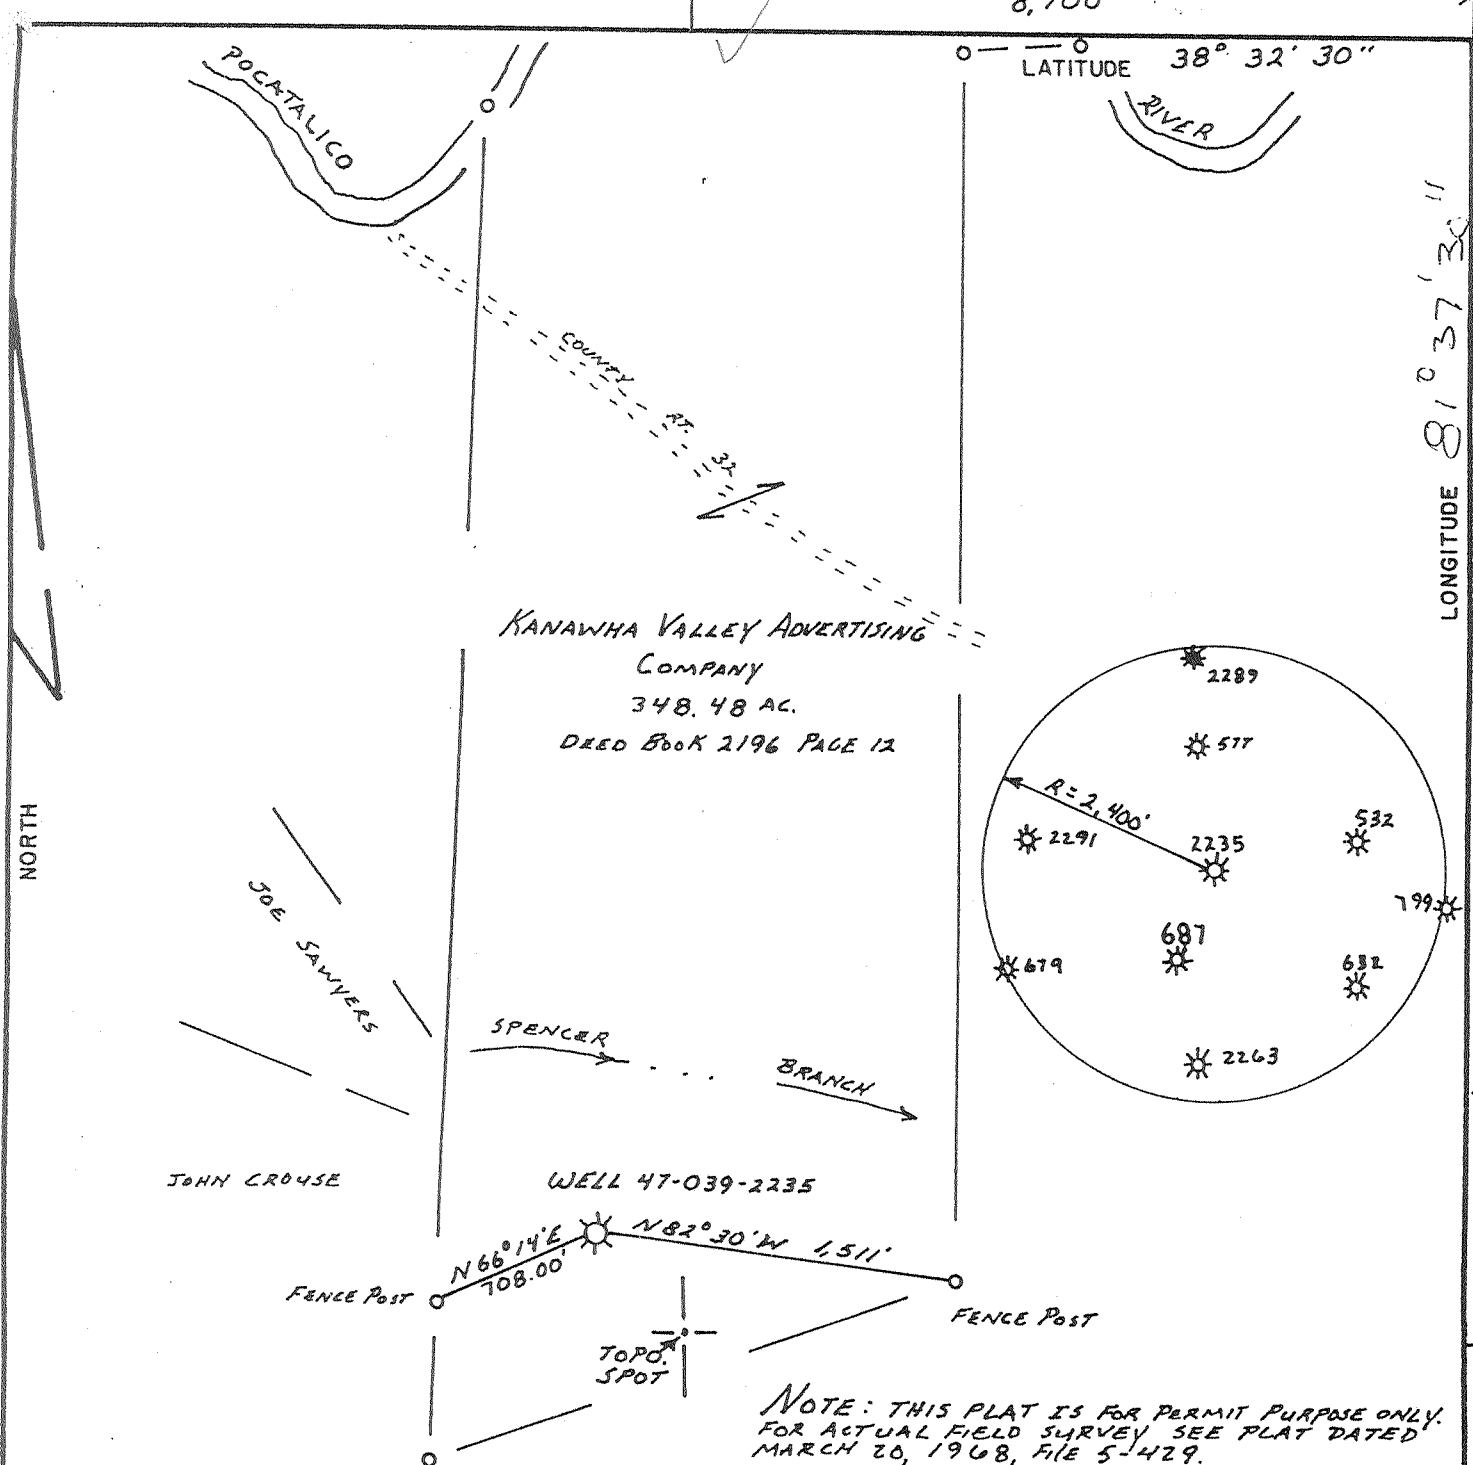 8,700
LATITUDE 38° 32' 30"
POCATALICO
RIVER
LONGITUDE 81° 37' 30"
COUNTY RT. 32
KANAWHA VALLEY ADVERTISING
COMPANY
348.48 AC.
DEED BOOK 2196 PAGE 12
2289
577
R=2,400'
2291
2235
532
799
687
679
632
2263
NORTH
JOE SAWYERS
SPENCER
BRANCH
JOHN CROUSE
WELL 47-039-2235
N66°14'E
708.00'
N82°30'W 1,511'
FENCE POST
FENCE POST
TOPO.
SPOT
NOTE: THIS PLAT IS FOR PERMIT PURPOSE ONLY.
FOR ACTUAL FIELD SURVEY SEE PLAT DATED
MARCH 20, 1968, FILE 5-429.